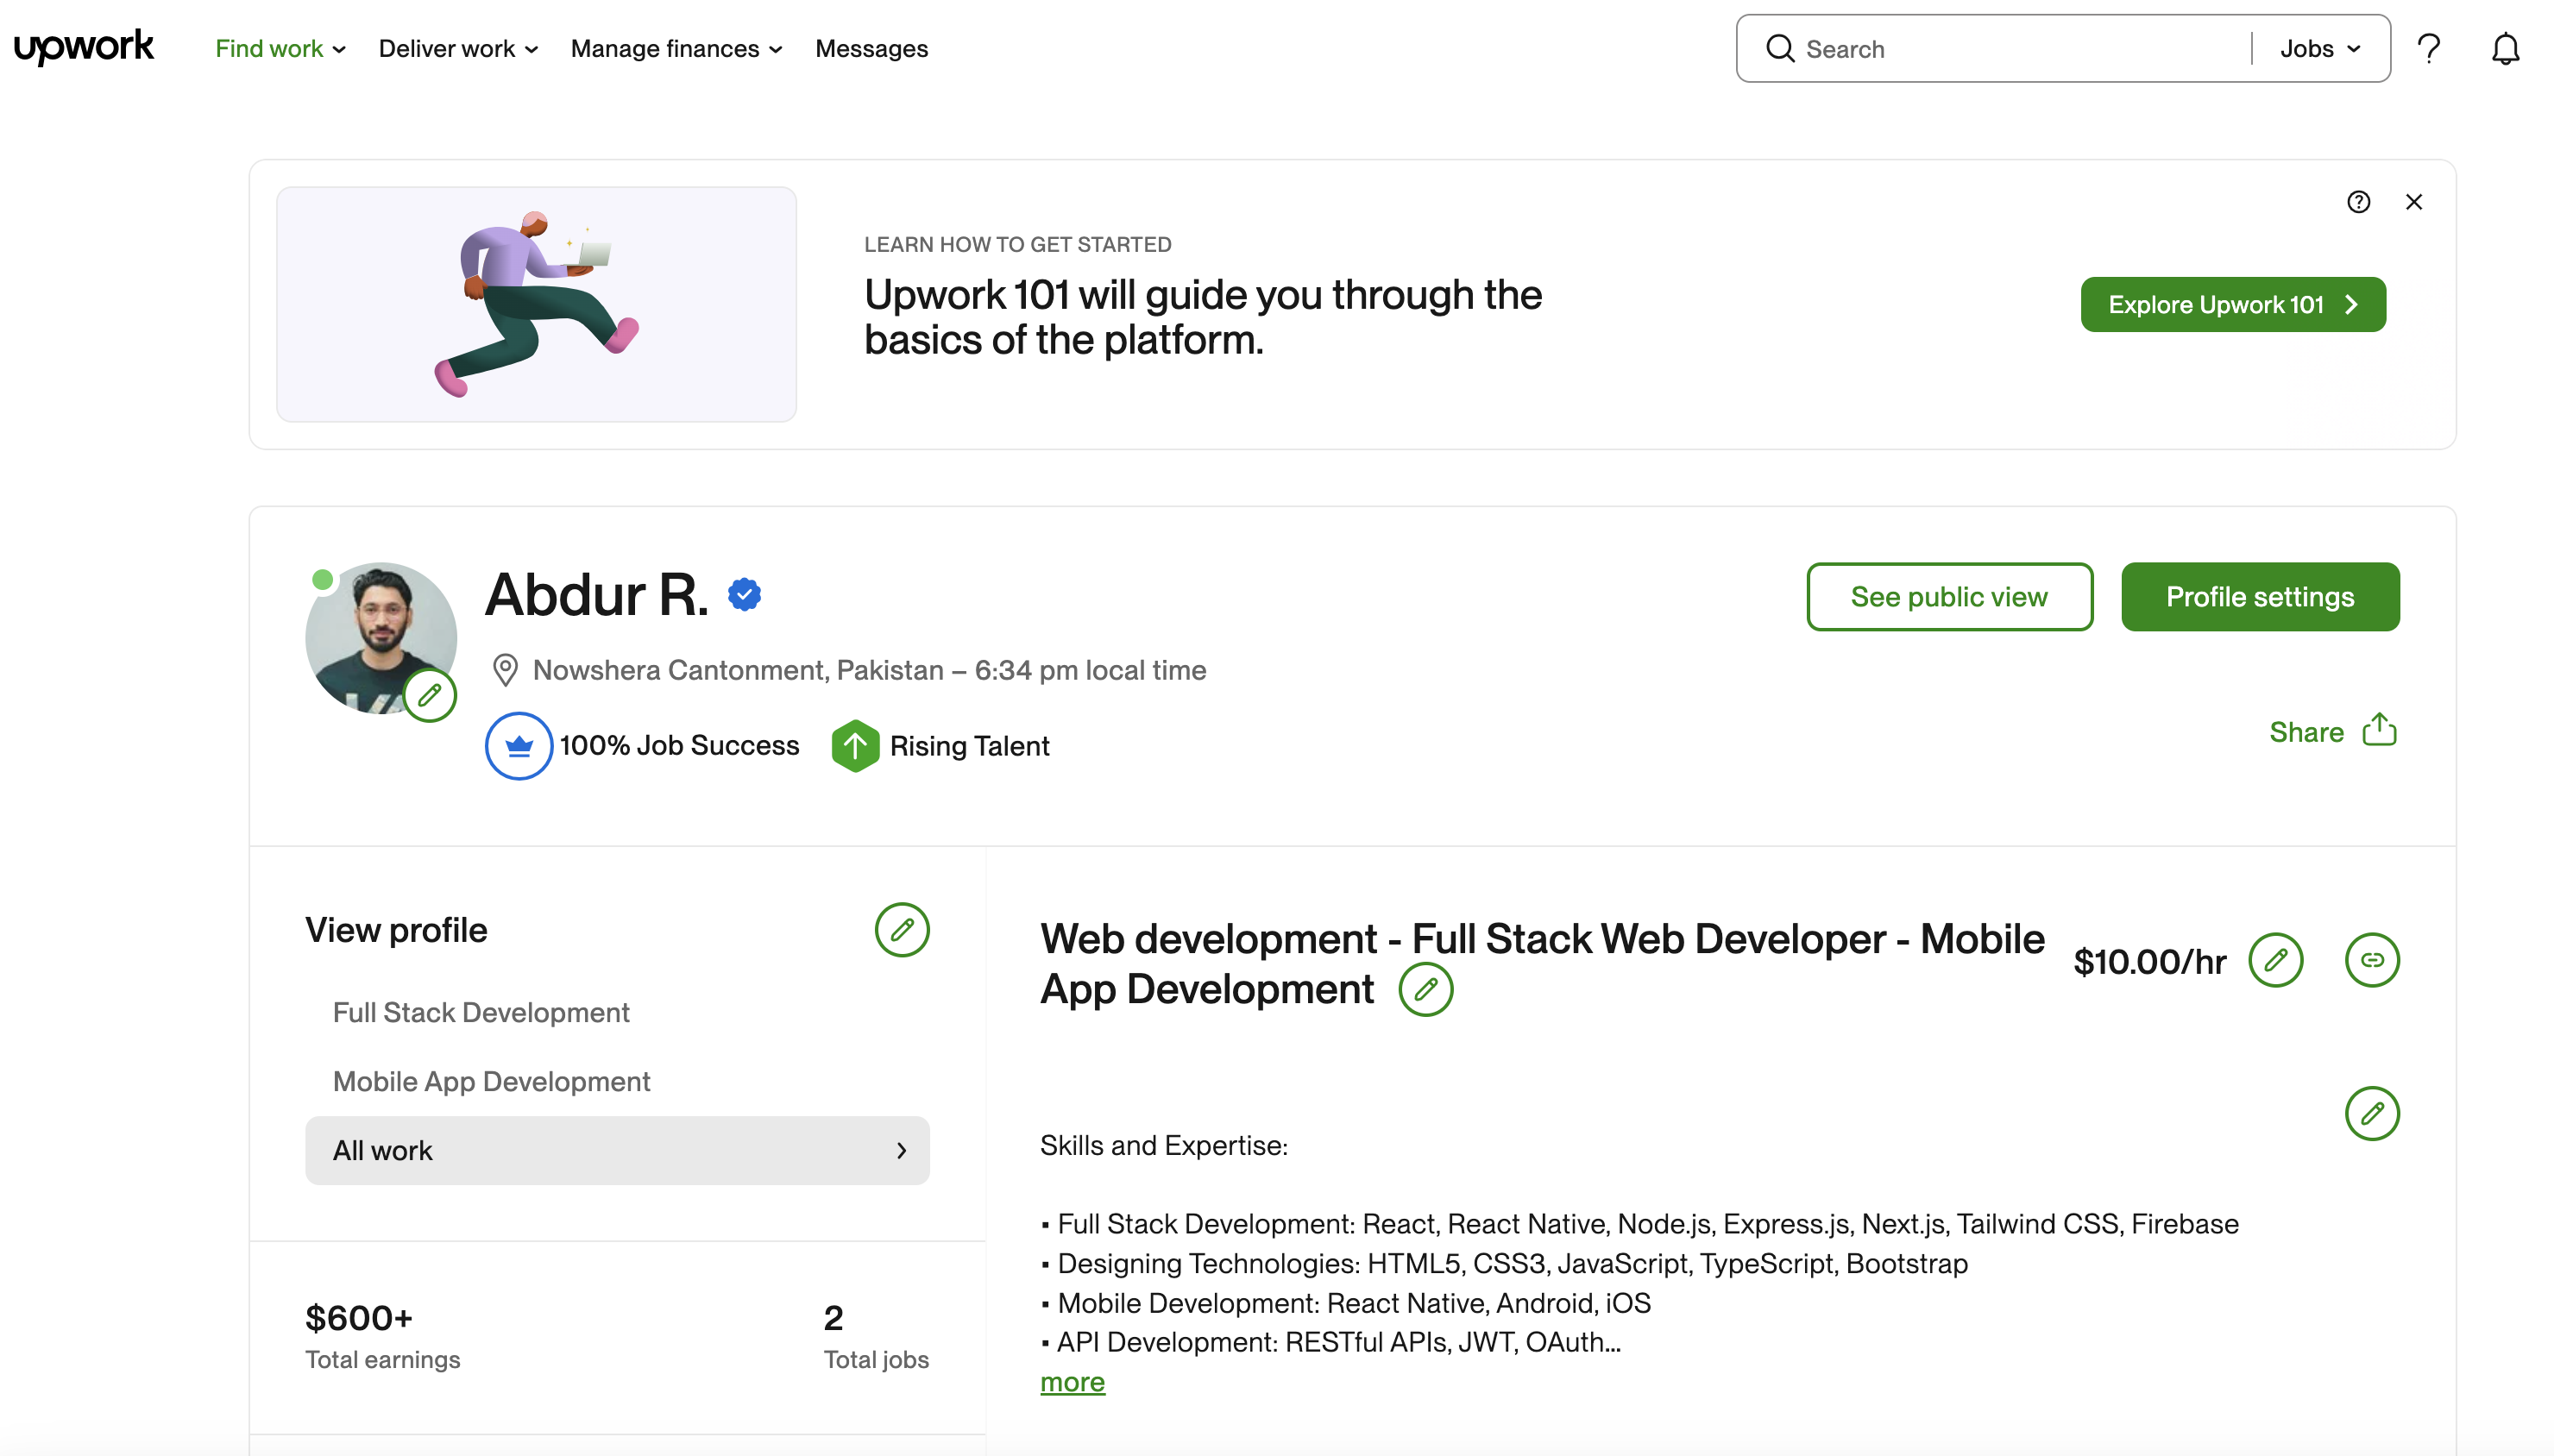 upwork
Find work
Deliver work
Manage finances
Messages
Search
Jobs
LEARN HOW TO GET STARTED
Upwork 101 will guide you through the
basics of the platform.
Explore Upwork 101
Abdur R.
Nowshera Cantonment, Pakistan – 6:34 pm local time
100% Job Success
Rising Talent
See public view
Profile settings
Share
View profile
Full Stack Development
Mobile App Development
All work
$600+
Total earnings
2
Total jobs
Web development - Full Stack Web Developer - Mobile
App Development
$10.00/hr
Skills and Expertise:
▪ Full Stack Development: React, React Native, Node.js, Express.js, Next.js, Tailwind CSS, Firebase
▪ Designing Technologies: HTML5, CSS3, JavaScript, TypeScript, Bootstrap
▪ Mobile Development: React Native, Android, iOS
▪ API Development: RESTful APIs, JWT, OAuth...
more